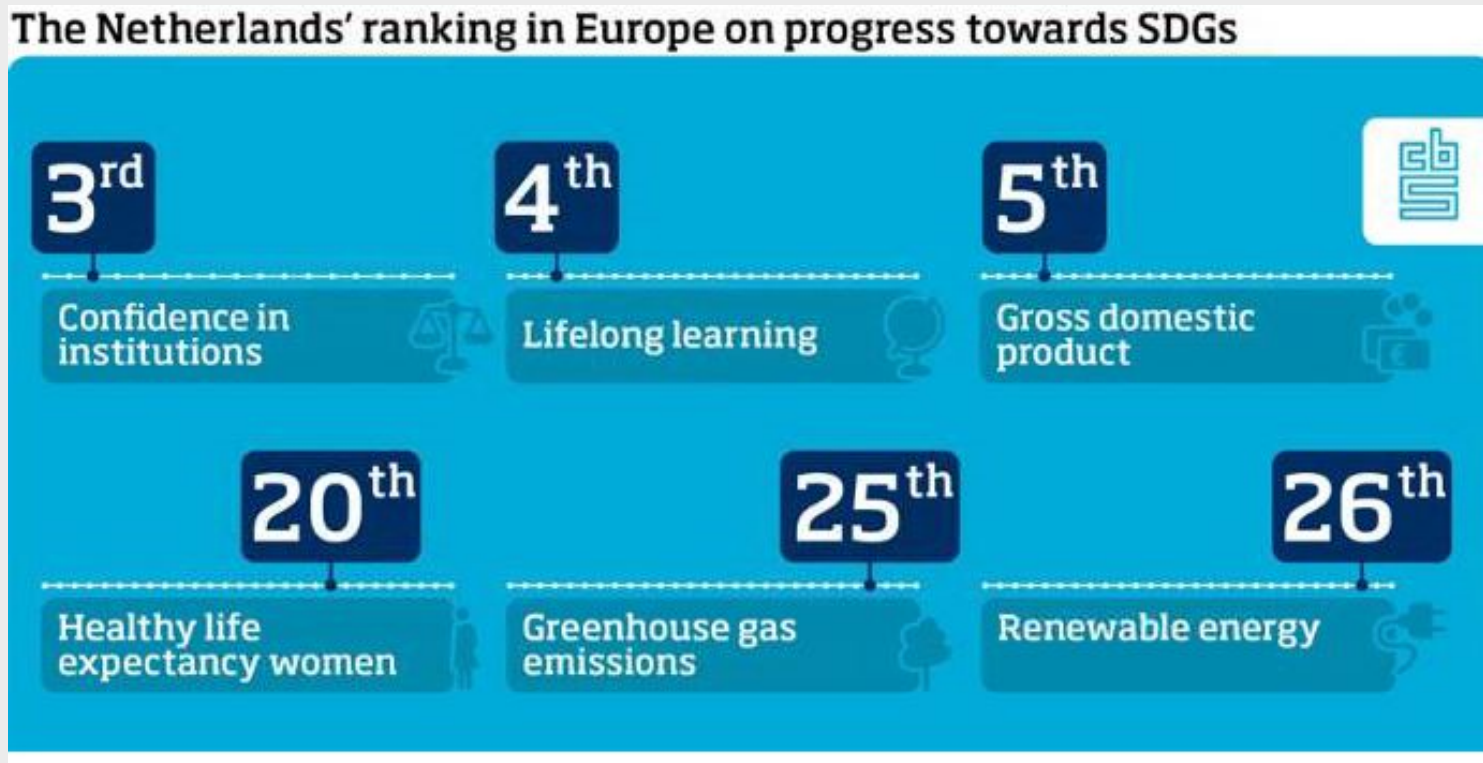 The Netherlands' ranking in Europe on progress towards SDGs
3rd
4th
5th
cbs
Confidence in
institutions
Lifelong learning
Gross domestic
product
€
20th
25th
26th
Healthy life
expectancy women
Greenhouse gas
emissions
Renewable energy